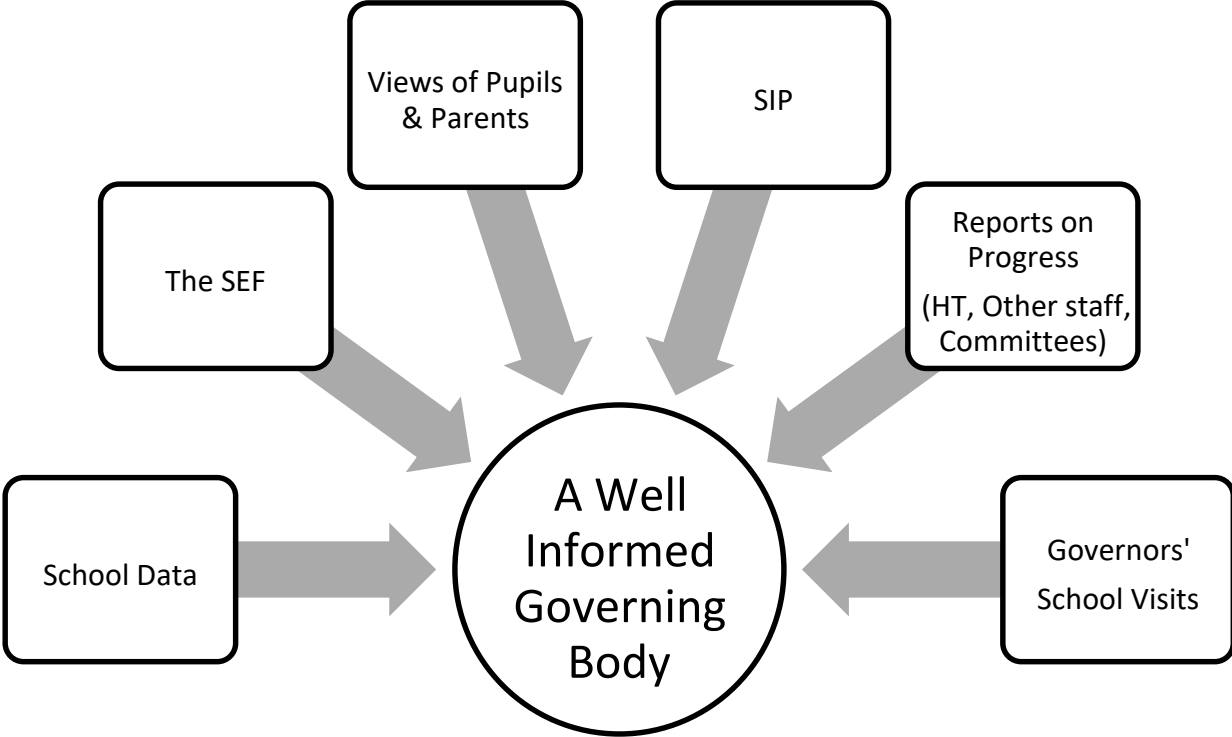 Views of Pupils
& Parents
SIP
The SEF
Reports on
Progress
(HT, Other staff,
Committees)
School Data
A Well
Informed
Governing
Body
Governors'
School Visits